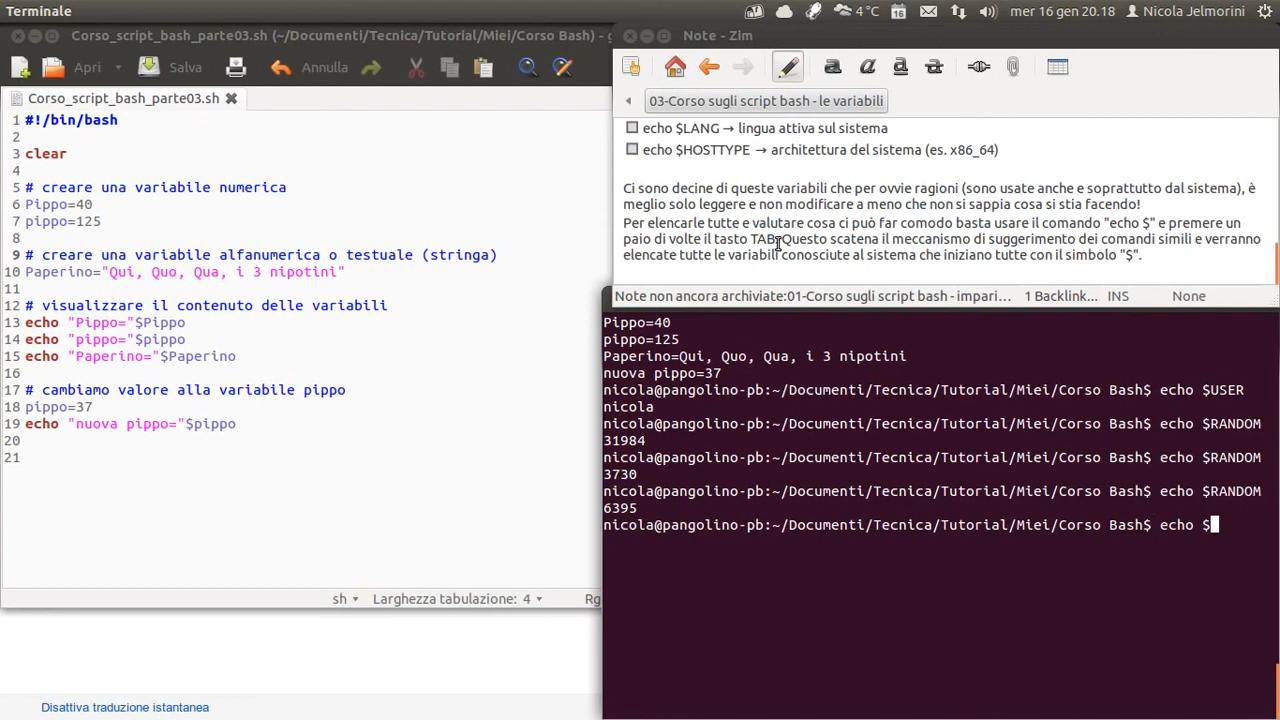 Terminale
4 °C
16
mer 16 gen 20.18
Nicola Jelmorini
Corso_script_bash_parte03.sh (~/Documenti/Tecnica/Tutorial/Miei/Corso Bash) - g
Apri
Salva
Annulla
Corso_script_bash_parte03.sh
1 #!/bin/bash
2
3 clear
4
5 # creare una variabile numerica
6 Pippo=40
7 pippo=125
8
9 # creare una variabile alfanumerica o testuale (stringa)
10 Paperino="Qui, Quo, Qua, i 3 nipotini"
11
12 # visualizzare il contenuto delle variabili
13 echo "Pippo="$Pippo
14 echo "pippo="$pippo
15 echo "Paperino="$Paperino
16
17 # cambiamo valore alla variabile pippo
18 pippo=37
19 echo "nuova pippo="$pippo
20
21
sh
Larghezza tabulazione: 4
Rg
Disattiva traduzione istantanea
Note - Zim
03-Corso sugli script bash - le variabili
echo $LANG → lingua attiva sul sistema
echo $HOSTTYPE → architettura del sistema (es. x86_64)
Ci sono decine di queste variabili che per ovvie ragioni (sono usate anche e soprattutto dal sistema), è
meglio solo leggere e non modificare a meno che non si sappia cosa si stia facendo!
Per elencarle tutte e valutare cosa ci può far comodo basta usare il comando "echo $" e premere un
paio di volte il tasto TAB. Questo scatena il meccanismo di suggerimento dei comandi simili e verranno
elencate tutte le variabili conosciute al sistema che iniziano tutte con il simbolo "$".
Note non ancora archiviate:01-Corso sugli script bash - impari...
1 Backlink...
INS
None
Pippo=40
pippo=125
Paperino=Qui, Quo, Qua, i 3 nipotini
nuova pippo=37
nicola@pangolino-pb:~/Documenti/Tecnica/Tutorial/Miei/Corso Bash$ echo $USER
nicola
nicola@pangolino-pb:~/Documenti/Tecnica/Tutorial/Miei/Corso Bash$ echo $RANDOM
31984
nicola@pangolino-pb:~/Documenti/Tecnica/Tutorial/Miei/Corso Bash$ echo $RANDOM
3730
nicola@pangolino-pb:~/Documenti/Tecnica/Tutorial/Miei/Corso Bash$ echo $RANDOM
6395
nicola@pangolino-pb:~/Documenti/Tecnica/Tutorial/Miei/Corso Bash$ echo $